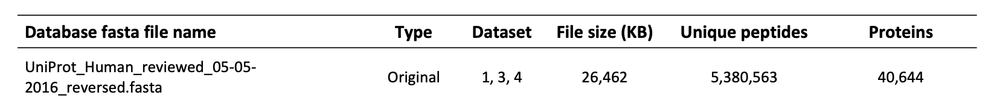 Database fasta file name Type Dataset File size (KB) Unique peptides Proteins
UniProt_Human_reviewed_05-05-
2016_reversed.fasta Original 1, 3, 4 26,462 5,380,563 40,644